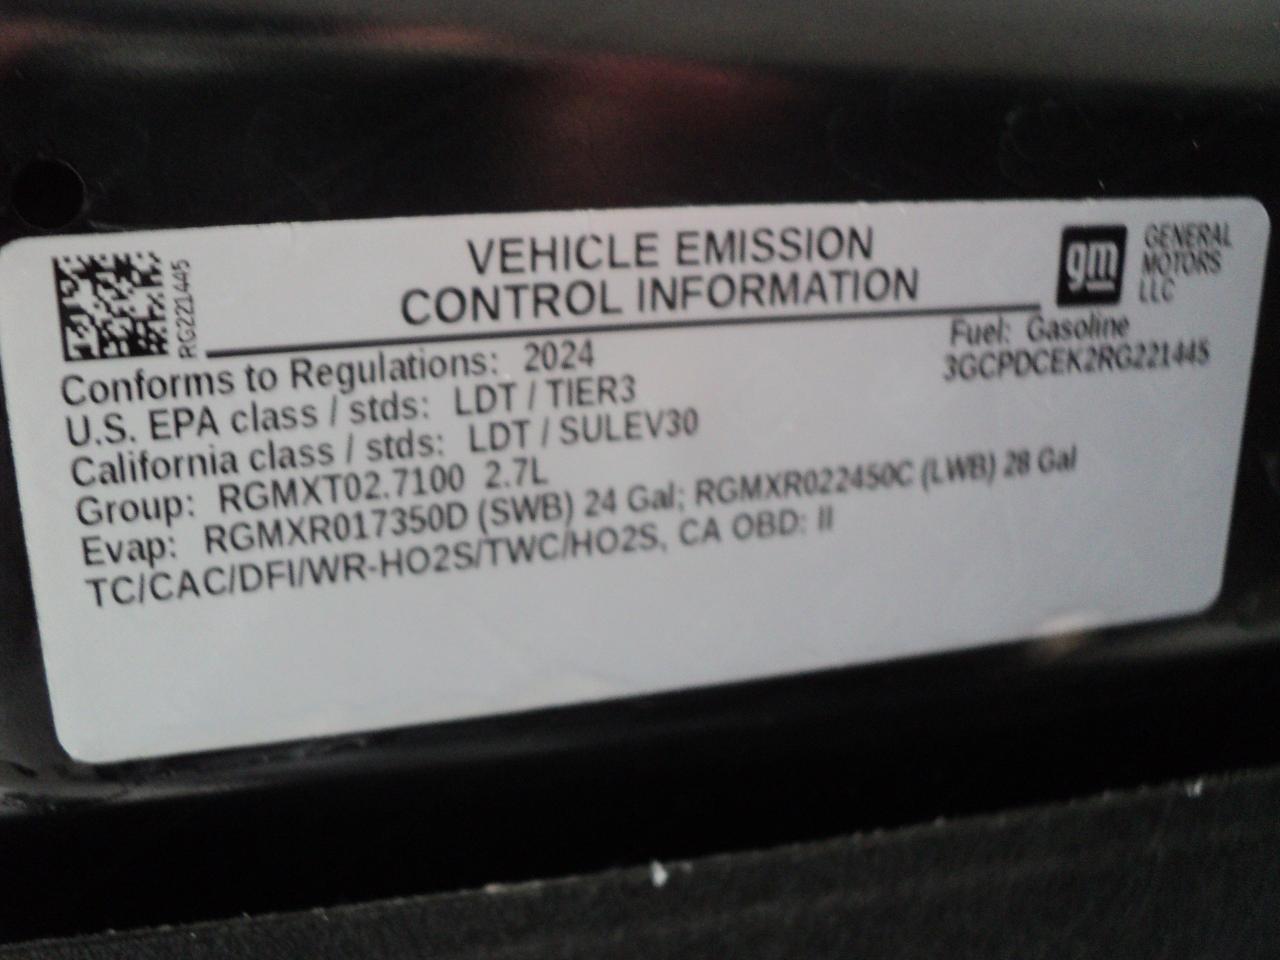 VEHICLE EMISSION
CONTROL INFORMATION
gm
GENERAL
MOTORS
LLC
RG221445
Fuel: Gasoline
3GCPDCEK2RG221445
Conforms to Regulations: 2024
U.S. EPA class / stds: LDT / TIER3
California class / stds: LDT / SULEV30
Group: RGMXT02.7100 2.7L
Evap: RGMXR017350D (SWB) 24 Gal; RGMXR022450C (LWB) 28 Gal
TC/CAC/DFI/WR-HO2S/TWC/HO2S, CA OBD: II